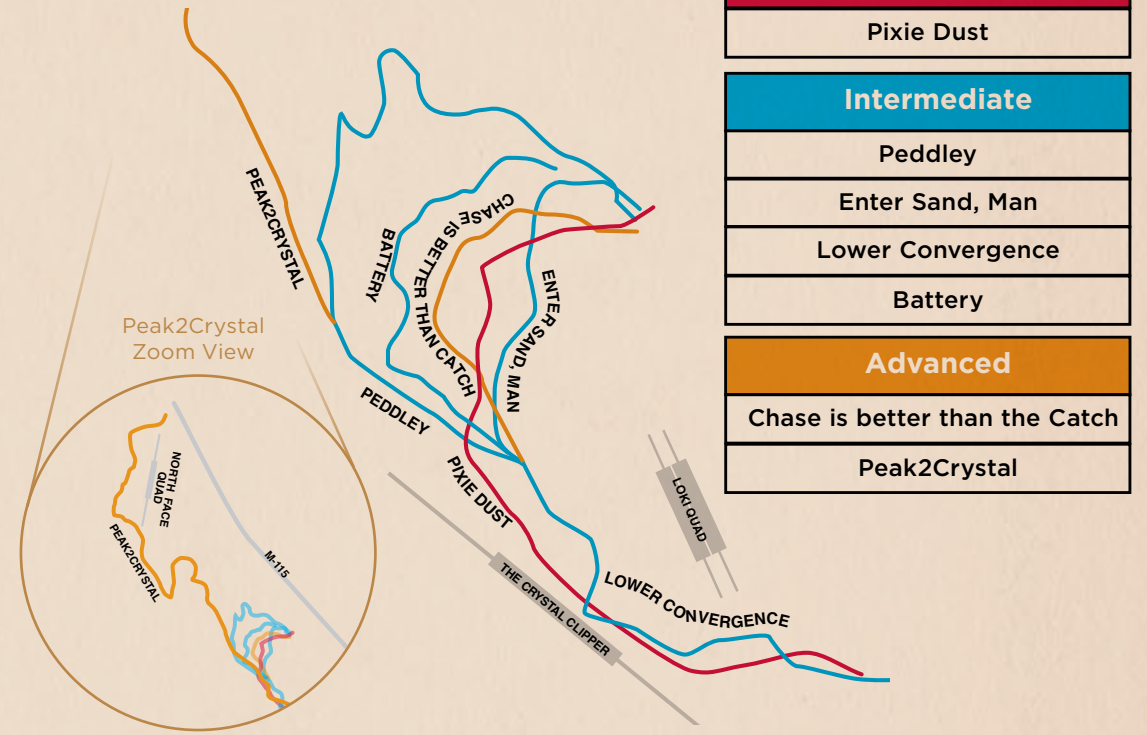 Pixie Dust
Intermediate
Peddley
Enter Sand, Man
Lower Convergence
Battery
Advanced
Chase is better than the Catch
Peak2Crystal
PEAK2CRYSTAL
BATTERY
CHASE IS BETTER THAN CATCH
ENTER SAND, MAN
PEDDLEY
PIXIE DUST
LOKI QUAD
THE CRYSTAL CLIPPER
LOWER CONVERGENCE
Peak2Crystal
Zoom View
NORTH FACE
QUAD
PEAK2CRYSTAL
M-115